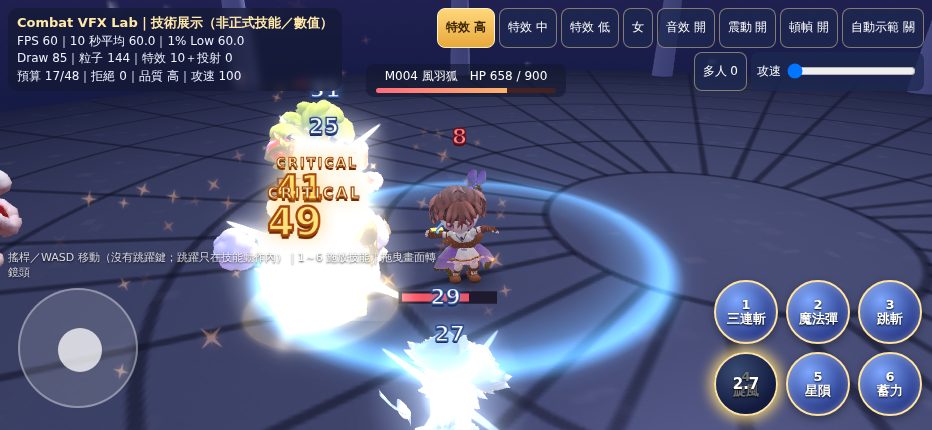 Combat VFX Lab｜技術展示（非正式技能／數值）
FPS 60｜10 秒平均 60.0｜1% Low 60.0
Draw 85｜粒子 144｜特效 10＋投射 0
預算 17/48｜拒絕 0｜品質 高｜攻速 100
特效 高
特效 中
特效 低
女
音效 開
震動 開
頓幀 開
自動示範 關
多人 0
攻速
M004 風羽狐 HP 658 / 900
25
8
CRITICAL
41
CRITICAL
49
搖桿／WASD 移動（沒有跳躍鍵；跳躍只在技能動作內）｜1～6 施放技能｜拖曳畫面轉
鏡頭
29
27
1
三連斬
2
魔法彈
3
跳斬
2.7
5
星隕
6
蓄力